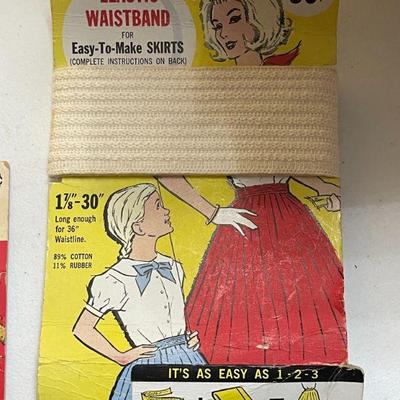 ELASTIC
WAISTBAND
FOR
Easy-To-Make SKIRTS
(COMPLETE INSTRUCTIONS ON BACK)
1⅞"-30"
Long enough
for 36"
Waistline.
89% COTTON
11% RUBBER
IT'S AS EASY AS 1-2-3